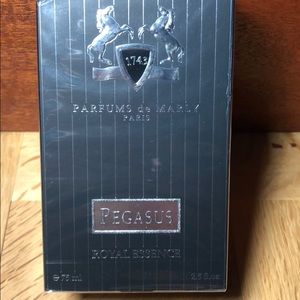 1743
PARFUMS de MARLY
PARIS
PEGASUS
ROYAL ESSENCE
℮ 75 ml 2.5 fl.oz.